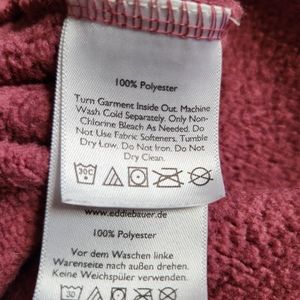 100% Polyester
Turn Garment Inside Out. Machine
Wash Cold Separately. Only Non-
Chlorine Bleach As Needed. Do
Not Use Fabric Softeners. Tumble
Dry Low. Do Not Iron. Do Not
Dry Clean.
30C
www.eddiebauer.de
100% Polyester
Vor dem Waschen linke
Warenseite nach außen drehen.
Keine Weichspüler verwenden.
30